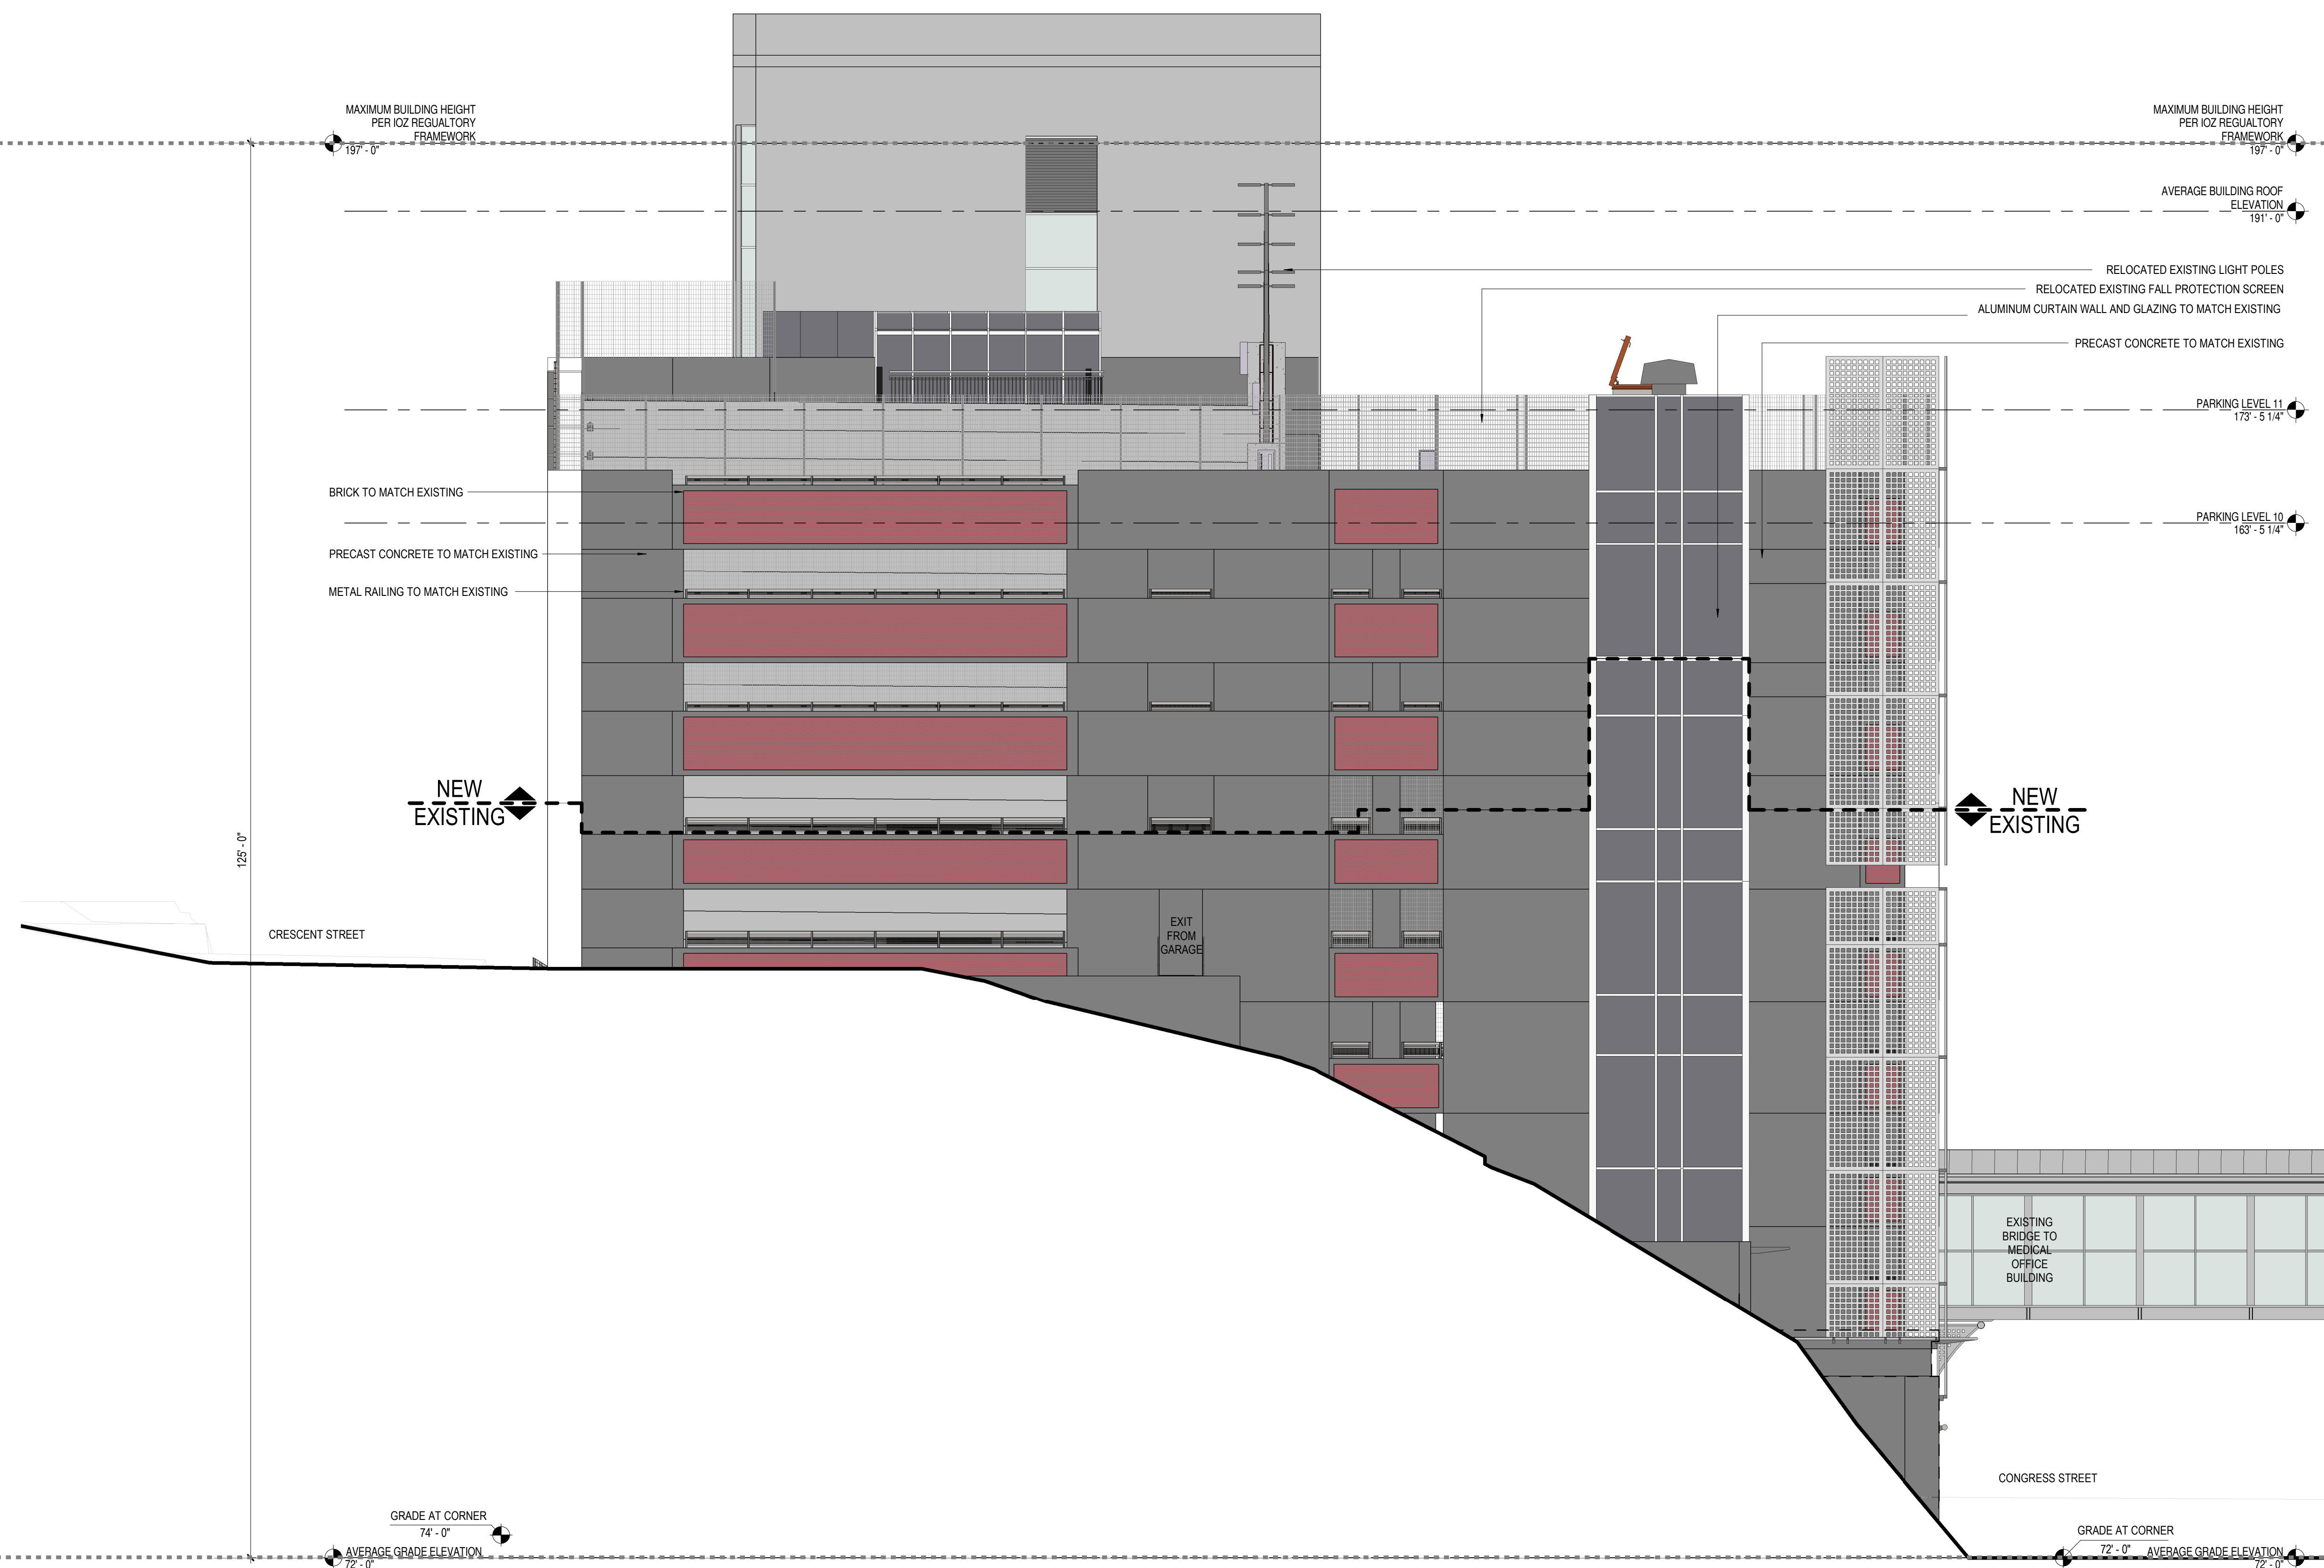 MAXIMUM BUILDING HEIGHT
PER IOZ REGUALTORY
FRAMEWORK
197' - 0"
MAXIMUM BUILDING HEIGHT
PER IOZ REGUALTORY
FRAMEWORK
197' - 0"
AVERAGE BUILDING ROOF
ELEVATION
191' - 0"
RELOCATED EXISTING LIGHT POLES
RELOCATED EXISTING FALL PROTECTION SCREEN
ALUMINUM CURTAIN WALL AND GLAZING TO MATCH EXISTING
PRECAST CONCRETE TO MATCH EXISTING
PARKING LEVEL 11
173' - 5 1/4"
BRICK TO MATCH EXISTING
PARKING LEVEL 10
163' - 5 1/4"
PRECAST CONCRETE TO MATCH EXISTING
METAL RAILING TO MATCH EXISTING
NEW
EXISTING
NEW
EXISTING
125' - 0"
CRESCENT STREET
EXIT
FROM
GARAGE
EXISTING
BRIDGE TO
MEDICAL
OFFICE
BUILDING
CONGRESS STREET
GRADE AT CORNER
74' - 0"
AVERAGE GRADE ELEVATION
72' - 0"
GRADE AT CORNER
72' - 0"
AVERAGE GRADE ELEVATION
72' - 0"